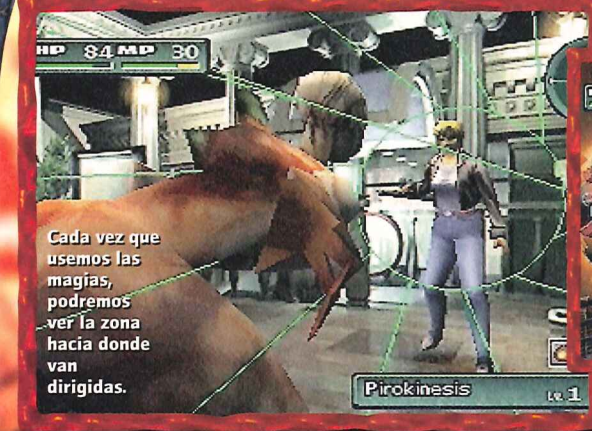 HP 84 MP 30
Cada vez que
usemos las
magias,
podremos
ver la zona
hacia donde
van
dirigidas.
Pirokinesis Lv. 1